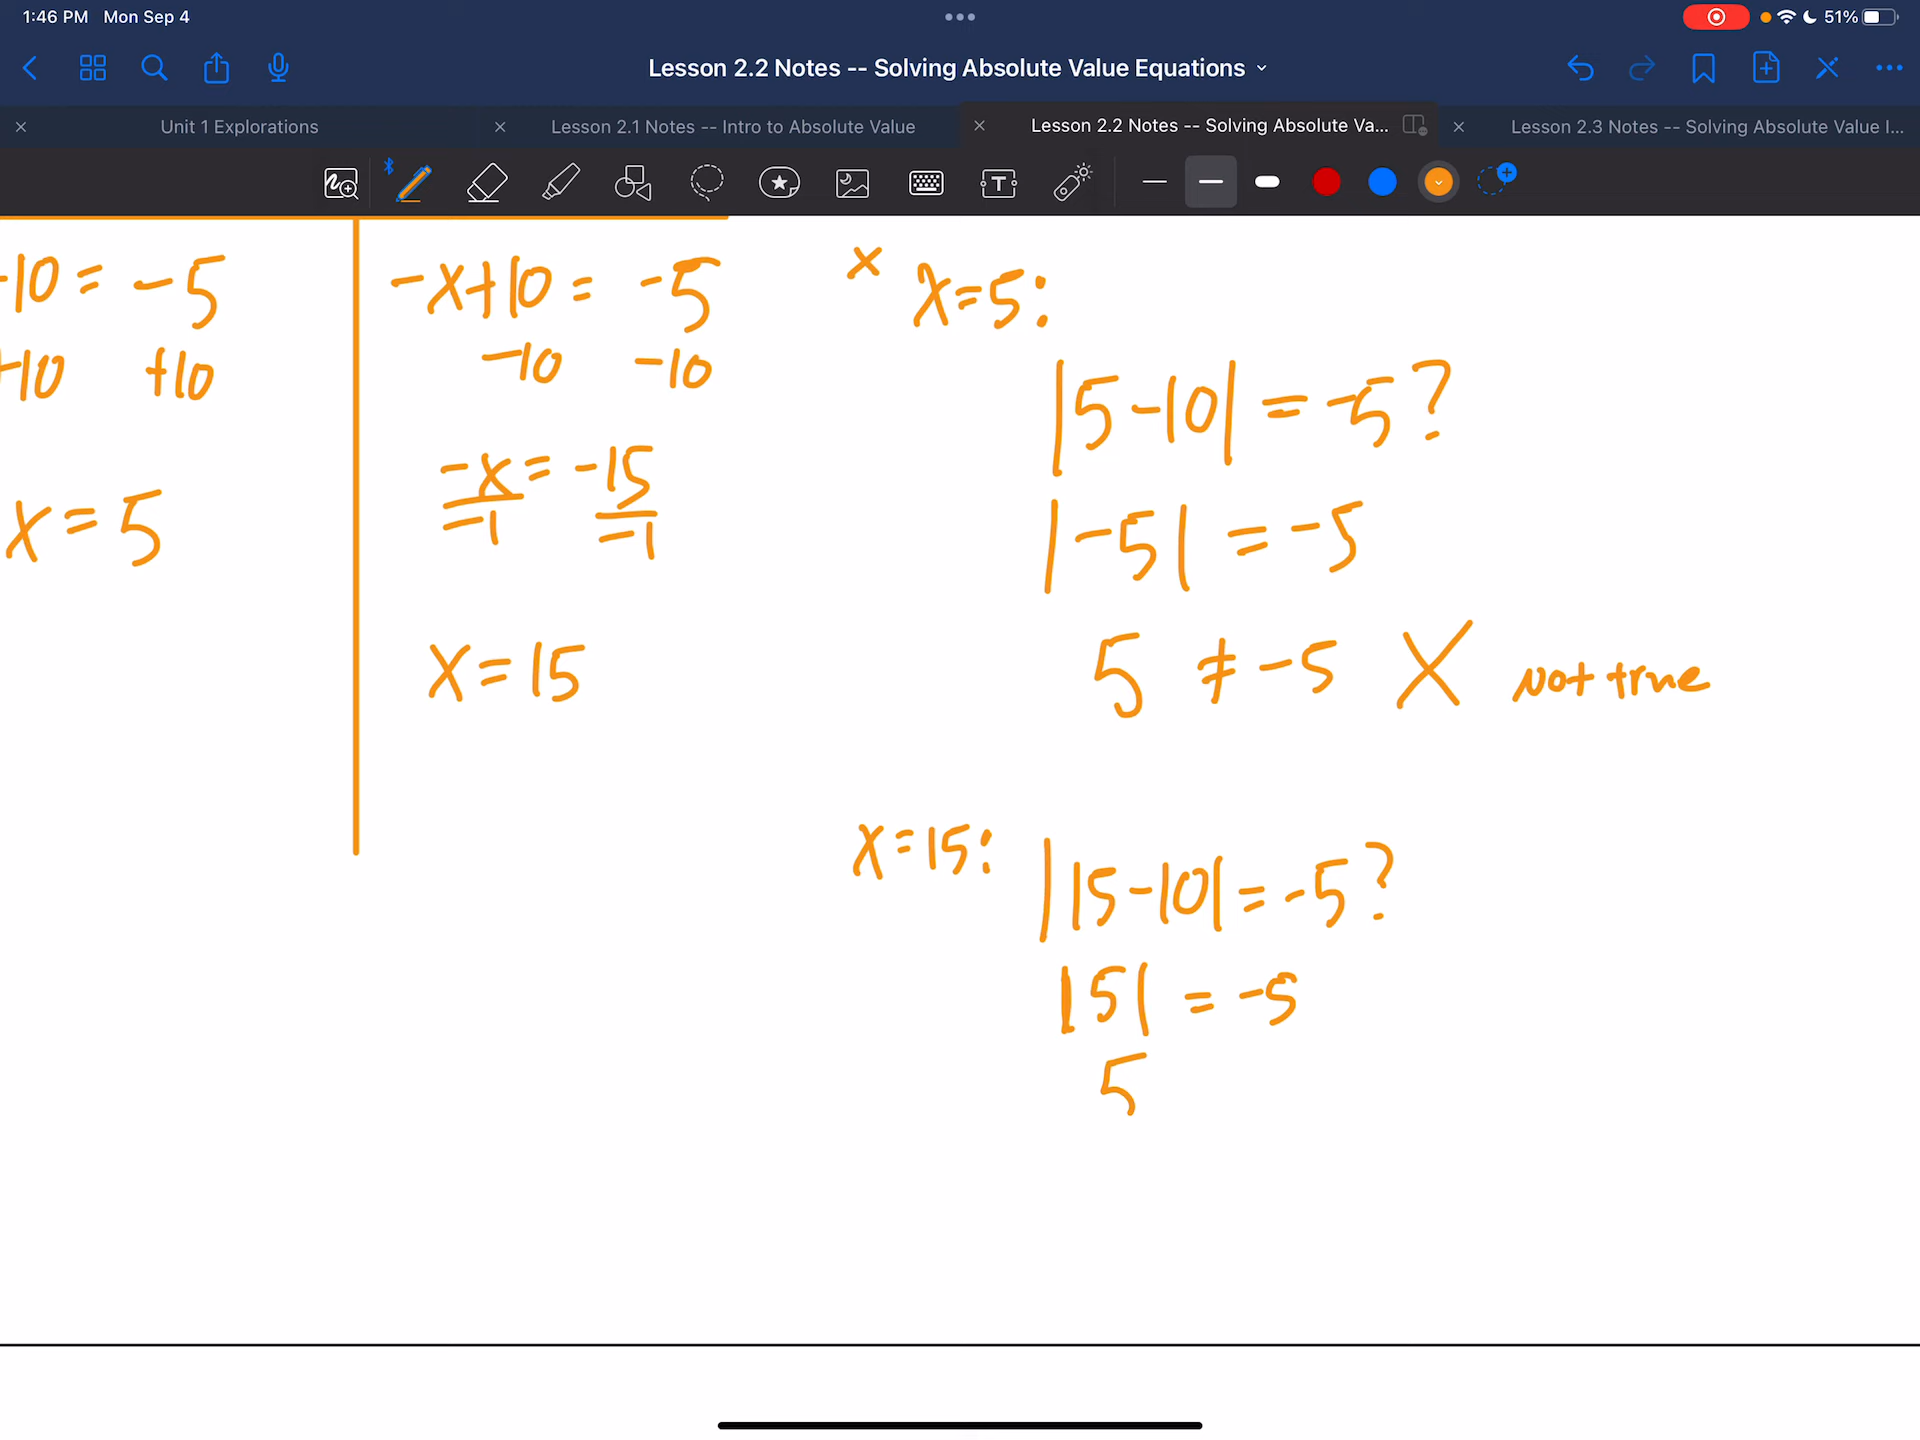 1:46 PM Mon Sep 4
51%
Lesson 2.2 Notes -- Solving Absolute Value Equations
Unit 1 Explorations
Lesson 2.1 Notes -- Intro to Absolute Value
Lesson 2.2 Notes -- Solving Absolute Va...
Lesson 2.3 Notes -- Solving Absolute Value I...
T
-10 = -5
+10 +10
x = 5
-x+10 = -5
-10 -10
-x = -15
-1 -1
x = 15
x
x=5:
|5-10| = -5?
|-5| = -5
5 ≠ -5 X not true
x=15: |15-10| = -5?
|5| = -5
5